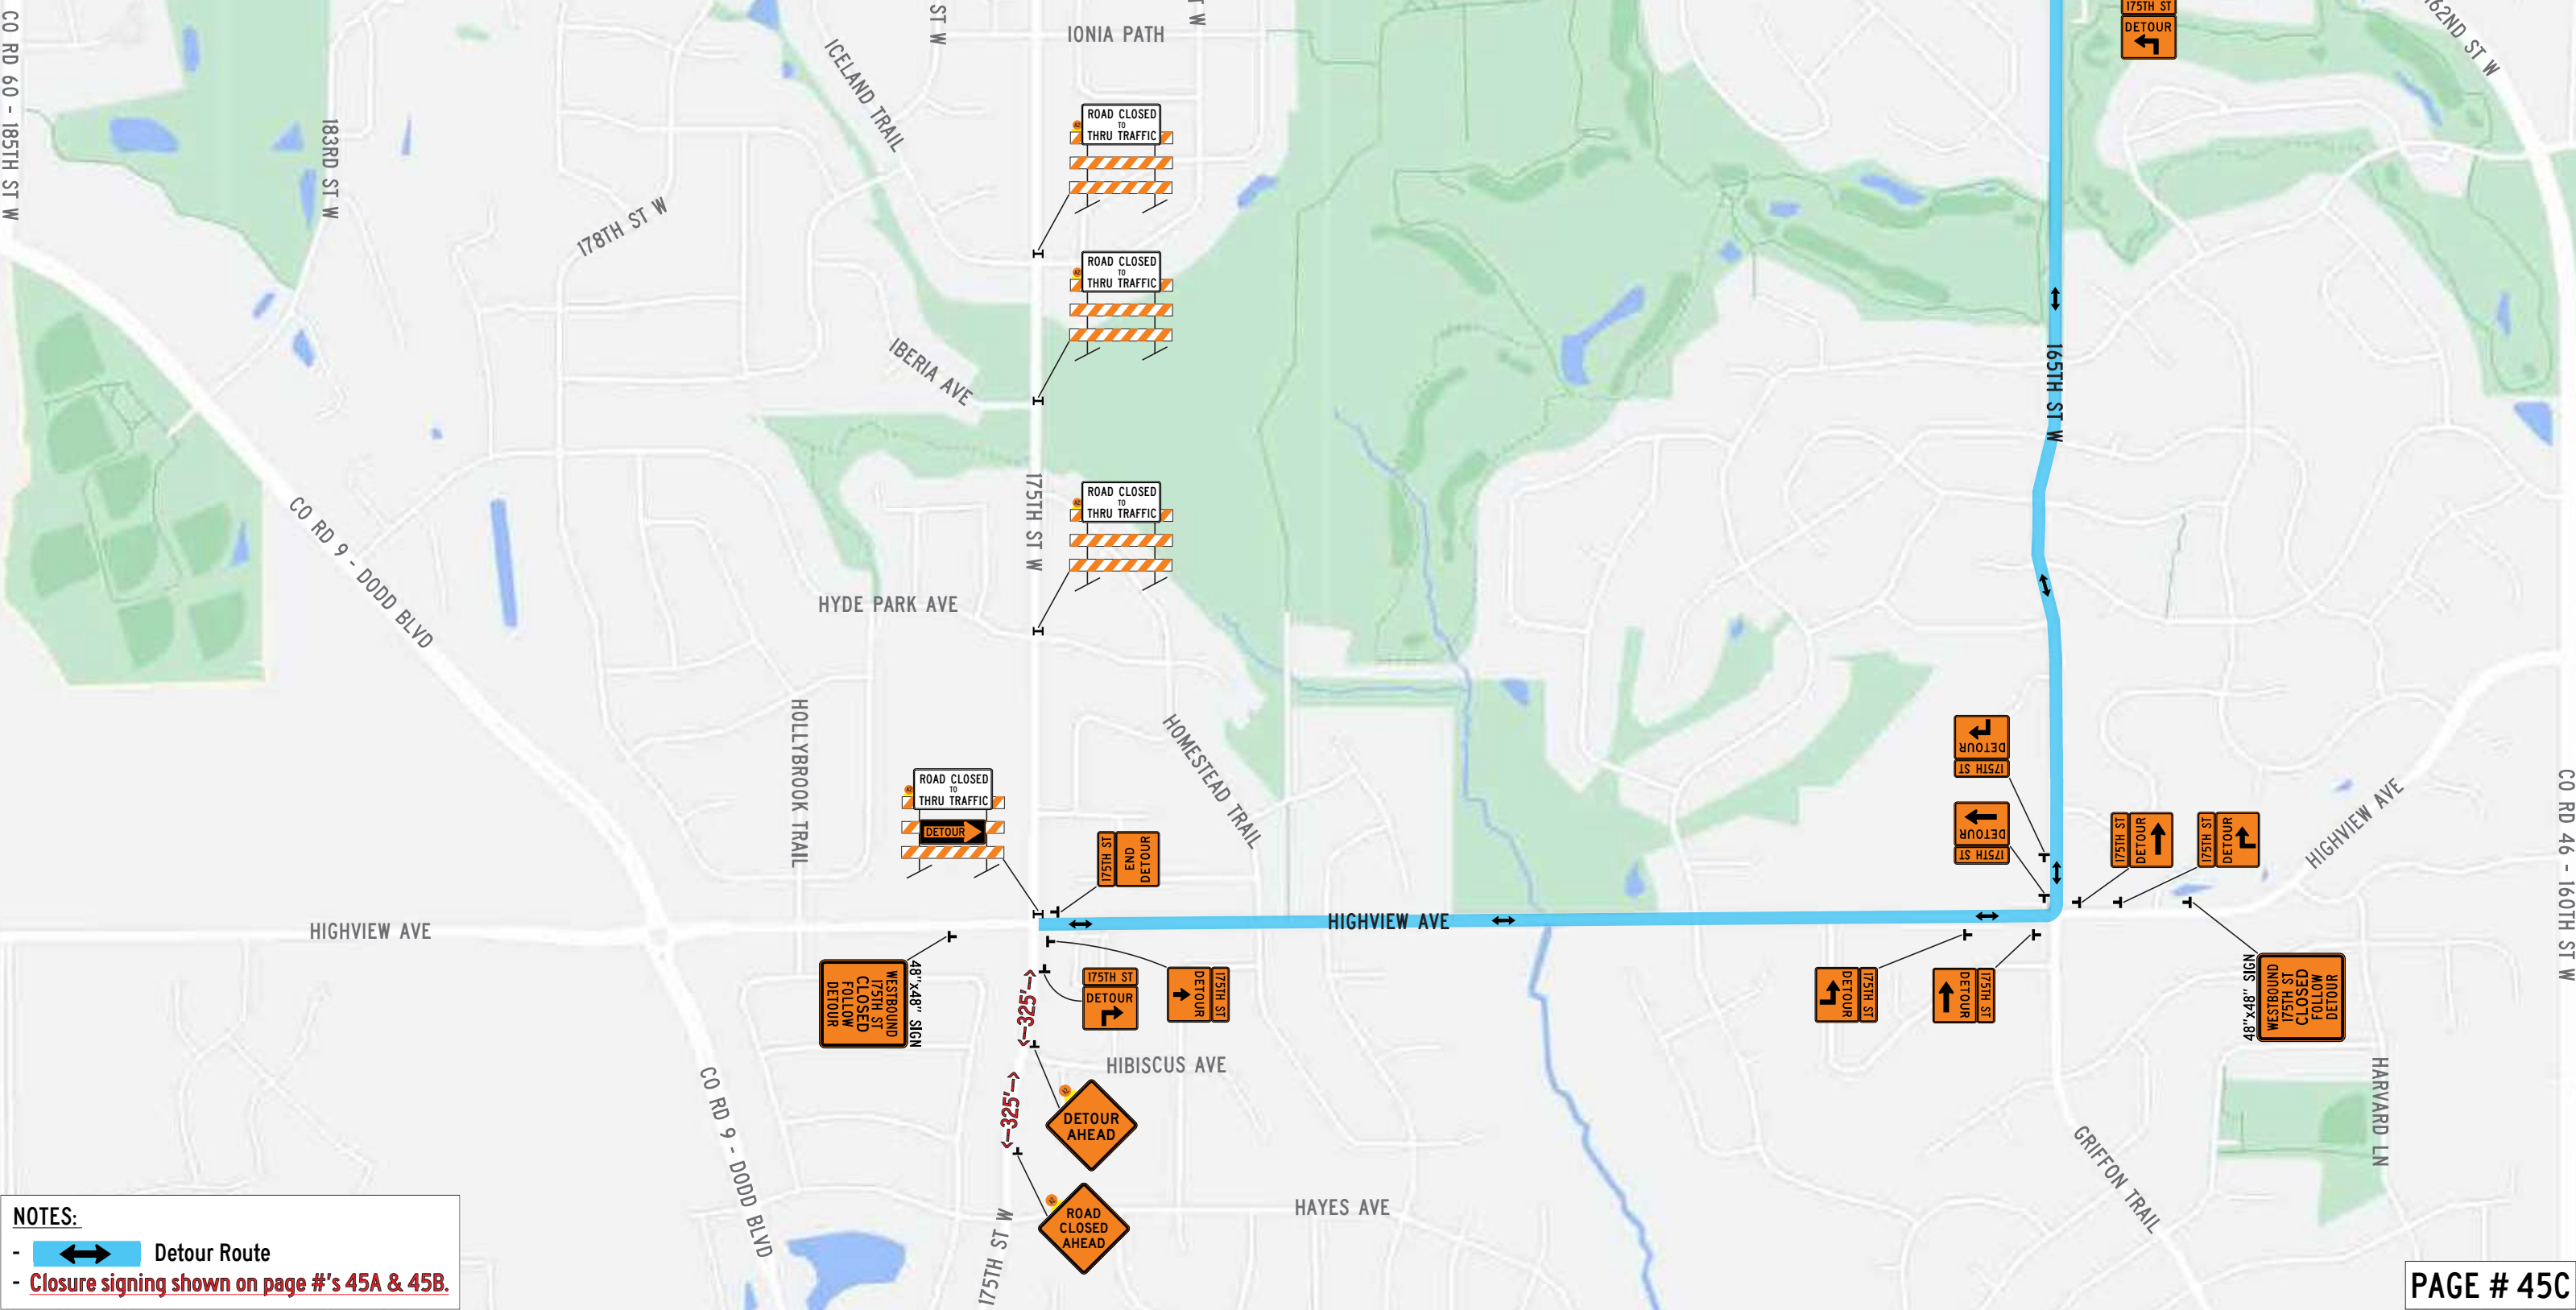 CO RD 60 - 185TH ST W
183RD ST W
178TH ST W
ICELAND TRAIL
ST W
IONIA PATH
T W
175TH ST
DETOUR
162ND ST W
ROAD CLOSED
TO
THRU TRAFFIC
ROAD CLOSED
TO
THRU TRAFFIC
IBERIA AVE
165TH ST W
175TH ST W
ROAD CLOSED
TO
THRU TRAFFIC
CO RD 9 - DODD BLVD
HYDE PARK AVE
HOLLYBROOK TRAIL
HOMESTEAD TRAIL
ROAD CLOSED
TO
THRU TRAFFIC
DETOUR
175TH ST
END
DETOUR
DETOUR
175TH ST
DETOUR
175TH ST
175TH ST
DETOUR
175TH ST
DETOUR
HIGHVIEW AVE
CO RD 46 - 160TH ST W
HIGHVIEW AVE
HIGHVIEW AVE
WESTBOUND
175TH ST
CLOSED
FOLLOW
DETOUR
48"x48" SIGN
←-325'-→
175TH ST
DETOUR
175TH ST
DETOUR
175TH ST
DETOUR
175TH ST
DETOUR
48"x48" SIGN
WESTBOUND
175TH ST
CLOSED
FOLLOW
DETOUR
HIBISCUS AVE
←-325'-→
DETOUR
AHEAD
CO RD 9 - DODD BLVD
HARVARD LN
GRIFFON TRAIL
ROAD
CLOSED
AHEAD
HAYES AVE
175TH ST W
NOTES:
- Detour Route
- Closure signing shown on page #'s 45A & 45B.
PAGE # 45C